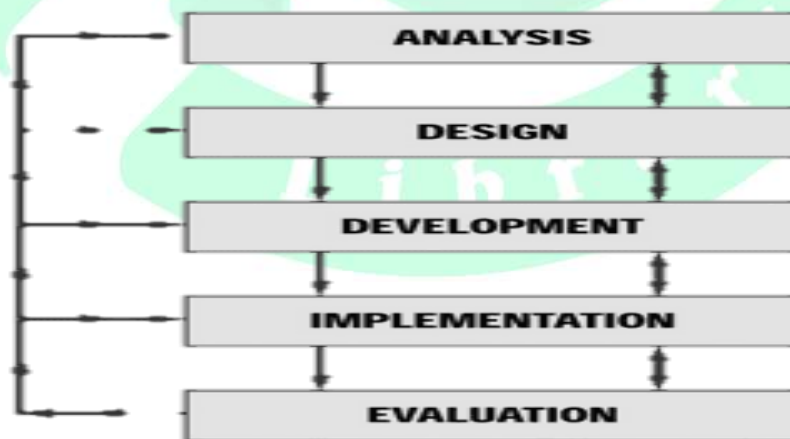 ANALYSIS
DESIGN
DEVELOPMENT
IMPLEMENTATION
EVALUATION